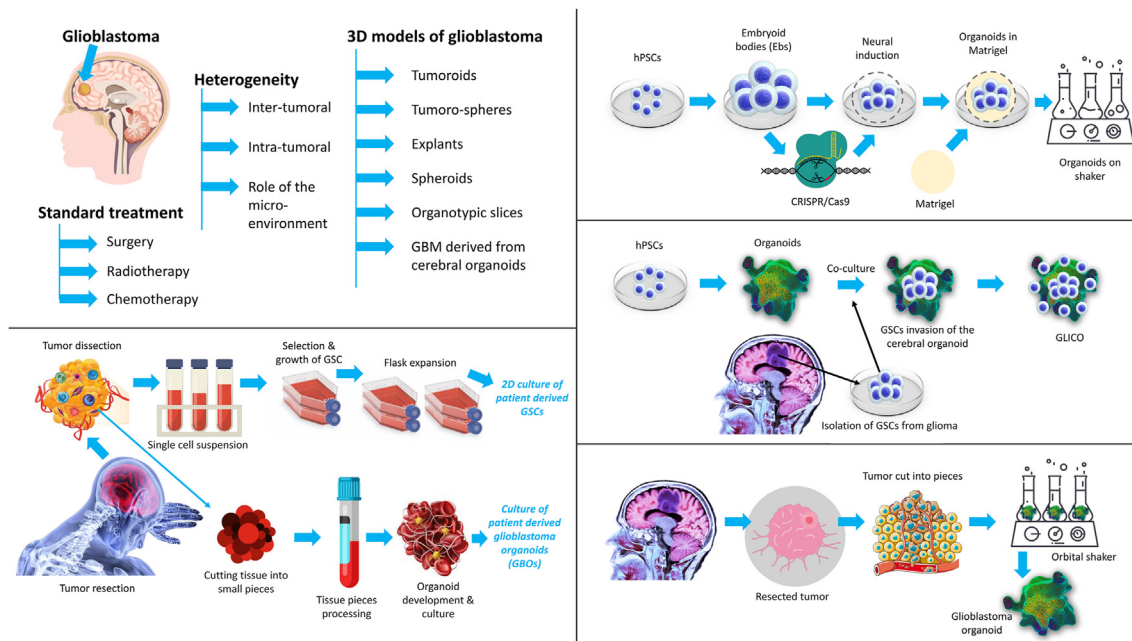 Glioblastoma
Heterogeneity
Inter-tumoral
Intra-tumoral
Role of the
micro-
environment
Standard treatment
Surgery
Radiotherapy
Chemotherapy
3D models of glioblastoma
Tumoroids
Tumoro-spheres
Explants
Spheroids
Organotypic slices
GBM derived from
cerebral organoids
Tumor dissection
Single cell suspension
Selection &
growth of GSC
Flask expansion
2D culture of
patient derived
GSCs
Tumor resection
Cutting tissue into
small pieces
Tissue pieces
processing
Organoid development &
culture
Culture of
patient derived
glioblastoma
organoids
(GBOs)
hPSCs
Embryoid
bodies (Ebs)
Neural
induction
Organoids in
Matrigel
CRISPR/Cas9
Matrigel
Organoids on
shaker
hPSCs
Organoids
Co-culture
GSCs invasion of the
cerebral organoid
GLICO
Isolation of GSCs from glioma
Resected tumor
Tumor cut into pieces
Orbital shaker
Glioblastoma
organoid